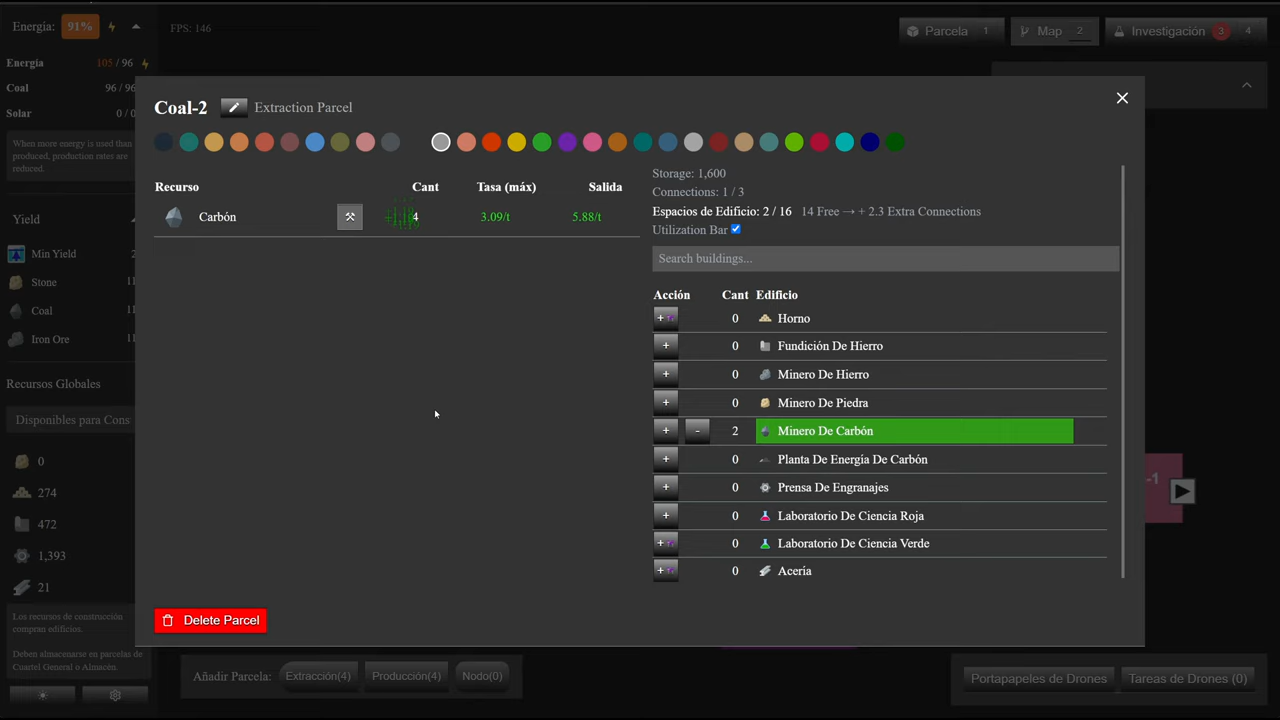 Energía: 91%
FPS: 146
Parcela 1
Map 2
Investigación 3 4
Energía 105 / 96
Coal 96 / 96
Solar 0 / 0
When more energy is used than
produced, production rates are
reduced.
Yield
Min Yield
Stone
Coal
Iron Ore
Recursos Globales
Disponibles para Cons
0
274
472
1,393
21
Los recursos de construcción
compran edificios.
Deben almacenarse en parcelas de
Cuartel General o Almacén.
Coal-2 Extraction Parcel
Recurso Cant Tasa (máx) Salida
Carbón 4 3.09/t 5.88/t
Delete Parcel
Storage: 1,600
Connections: 1 / 3
Espacios de Edificio: 2 / 16 14 Free → + 2.3 Extra Connections
Utilization Bar
Search buildings...
Acción Cant Edificio
+ 0 Horno
+ 0 Fundición De Hierro
+ 0 Minero De Hierro
+ 0 Minero De Piedra
+ - 2 Minero De Carbón
+ 0 Planta De Energía De Carbón
+ 0 Prensa De Engranajes
+ 0 Laboratorio De Ciencia Roja
+ 0 Laboratorio De Ciencia Verde
+ 0 Acería
-1
Añadir Parcela: Extracción(4) Producción(4) Nodo(0)
Portapapeles de Drones Tareas de Drones (0)